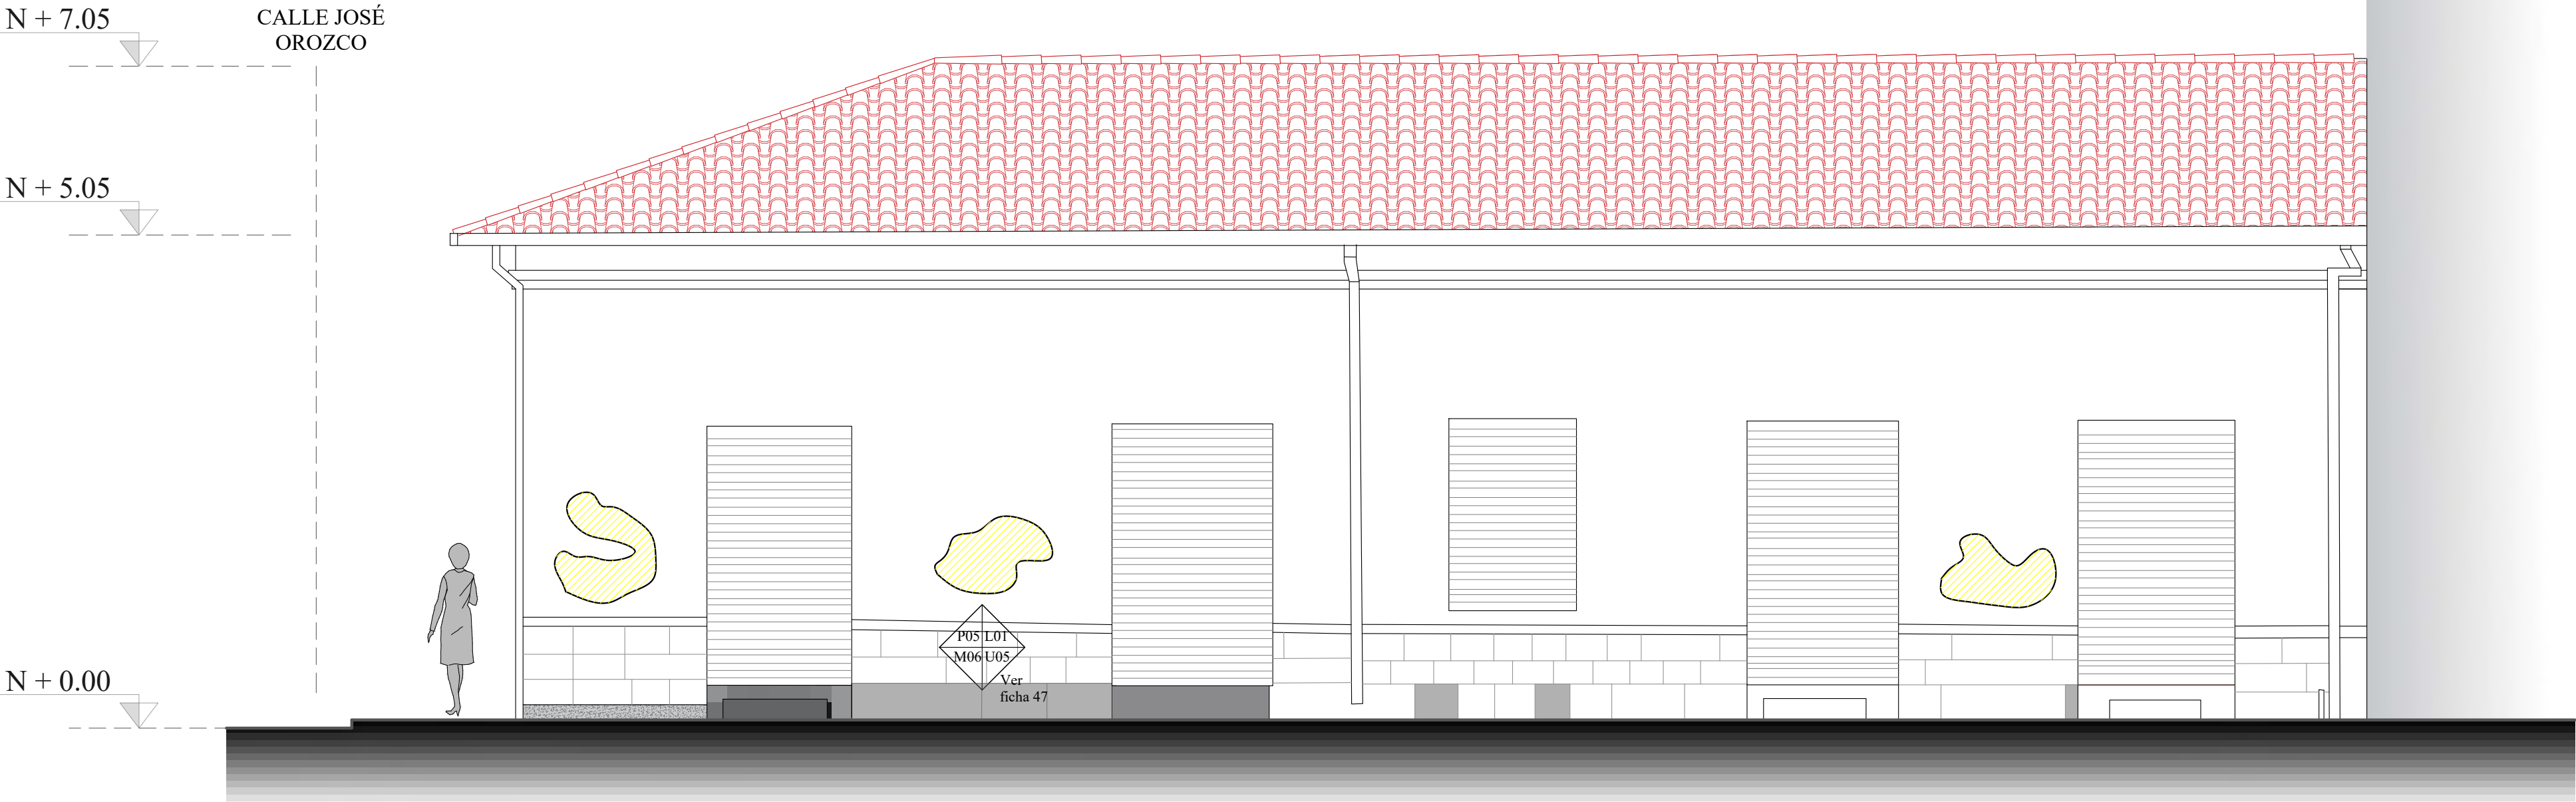 N + 7.05
CALLE JOSÉ
OROZCO
N + 5.05
N + 0.00
P05 L01
M06 U05
Ver
ficha 47